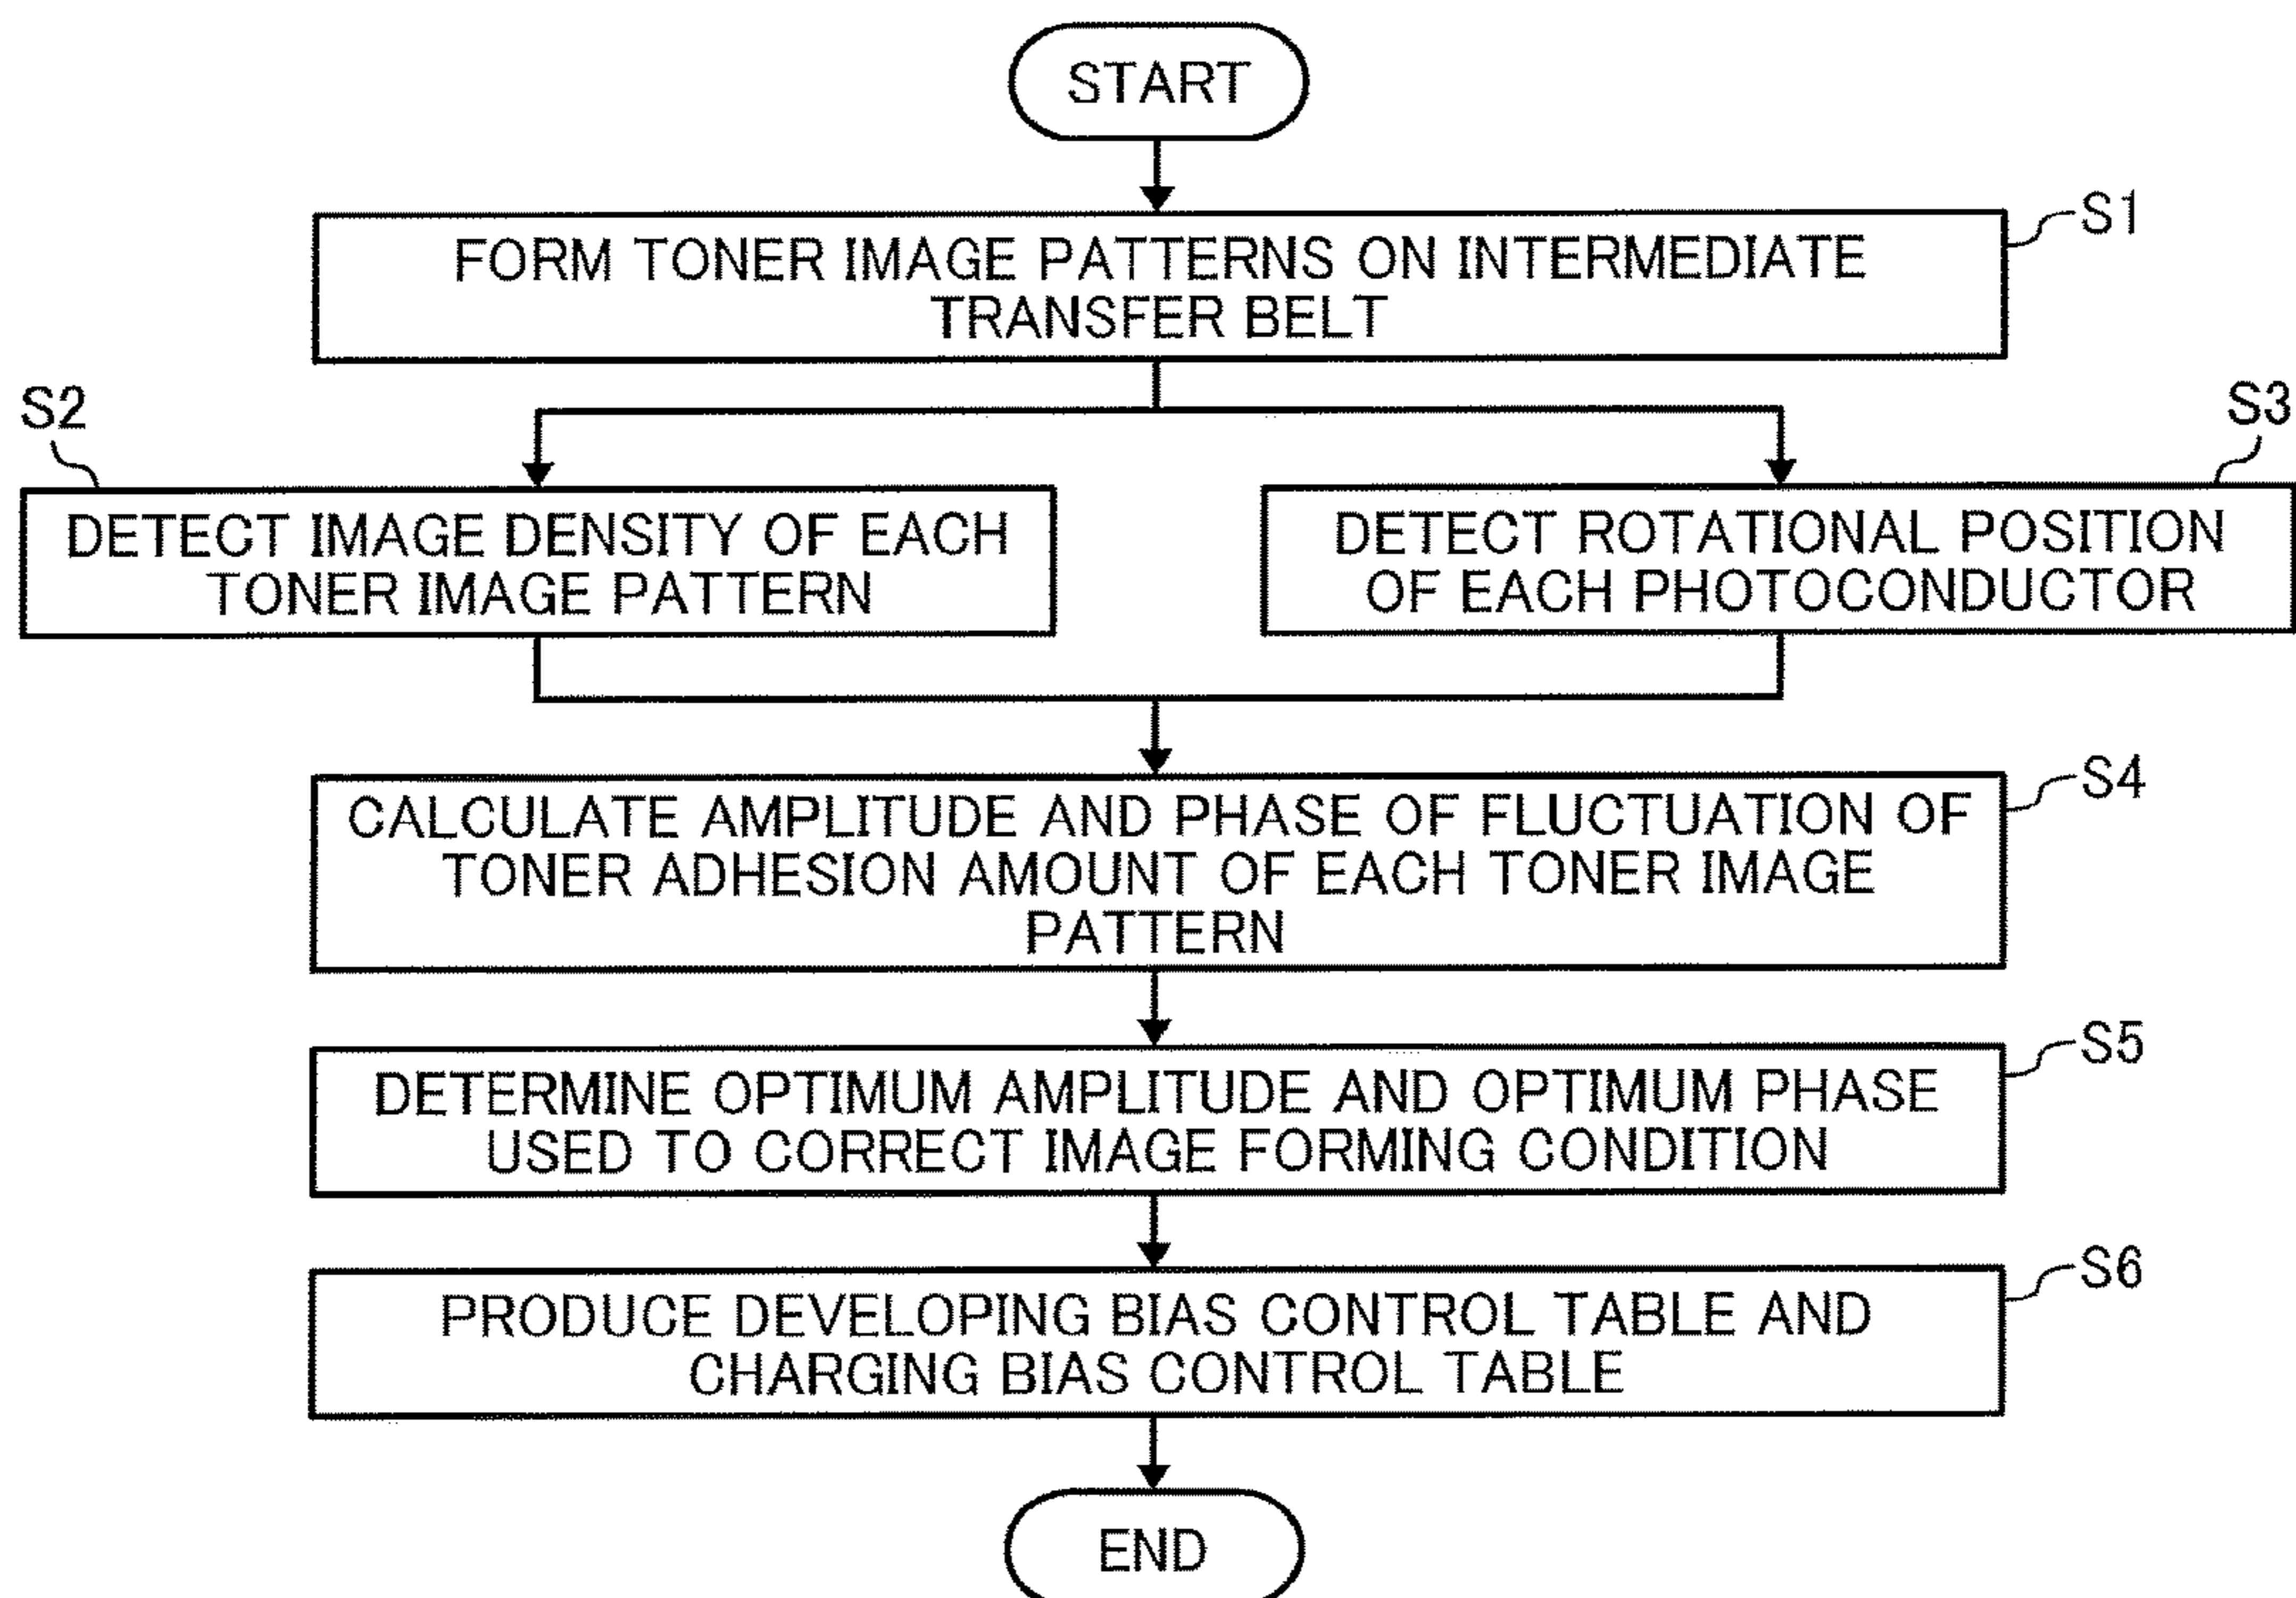 START
S1
FORM TONER IMAGE PATTERNS ON INTERMEDIATE
TRANSFER BELT
S2
S3
DETECT IMAGE DENSITY OF EACH
TONER IMAGE PATTERN
DETECT ROTATIONAL POSITION
OF EACH PHOTOCONDUCTOR
S4
CALCULATE AMPLITUDE AND PHASE OF FLUCTUATION OF
TONER ADHESION AMOUNT OF EACH TONER IMAGE
PATTERN
S5
DETERMINE OPTIMUM AMPLITUDE AND OPTIMUM PHASE
USED TO CORRECT IMAGE FORMING CONDITION
S6
PRODUCE DEVELOPING BIAS CONTROL TABLE AND
CHARGING BIAS CONTROL TABLE
END